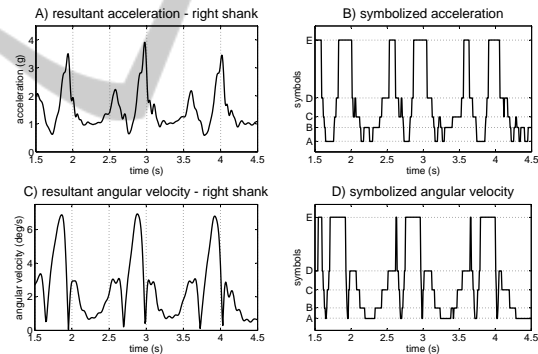 A) resultant acceleration - right shank
acceleration (g)
4
3
2
1
0
1.5 2 2.5 3 3.5 4 4.5
time (s)
B) symbolized acceleration
symbols
E
D
C
B
A
1.5 2 2.5 3 3.5 4 4.5
time (s)
C) resultant angular velocity - right shank
angular velocity (deg/s)
6
4
2
0
1.5 2 2.5 3 3.5 4 4.5
time (s)
D) symbolized angular velocity
symbols
E
D
C
B
A
1.5 2 2.5 3 3.5 4 4.5
time (s)